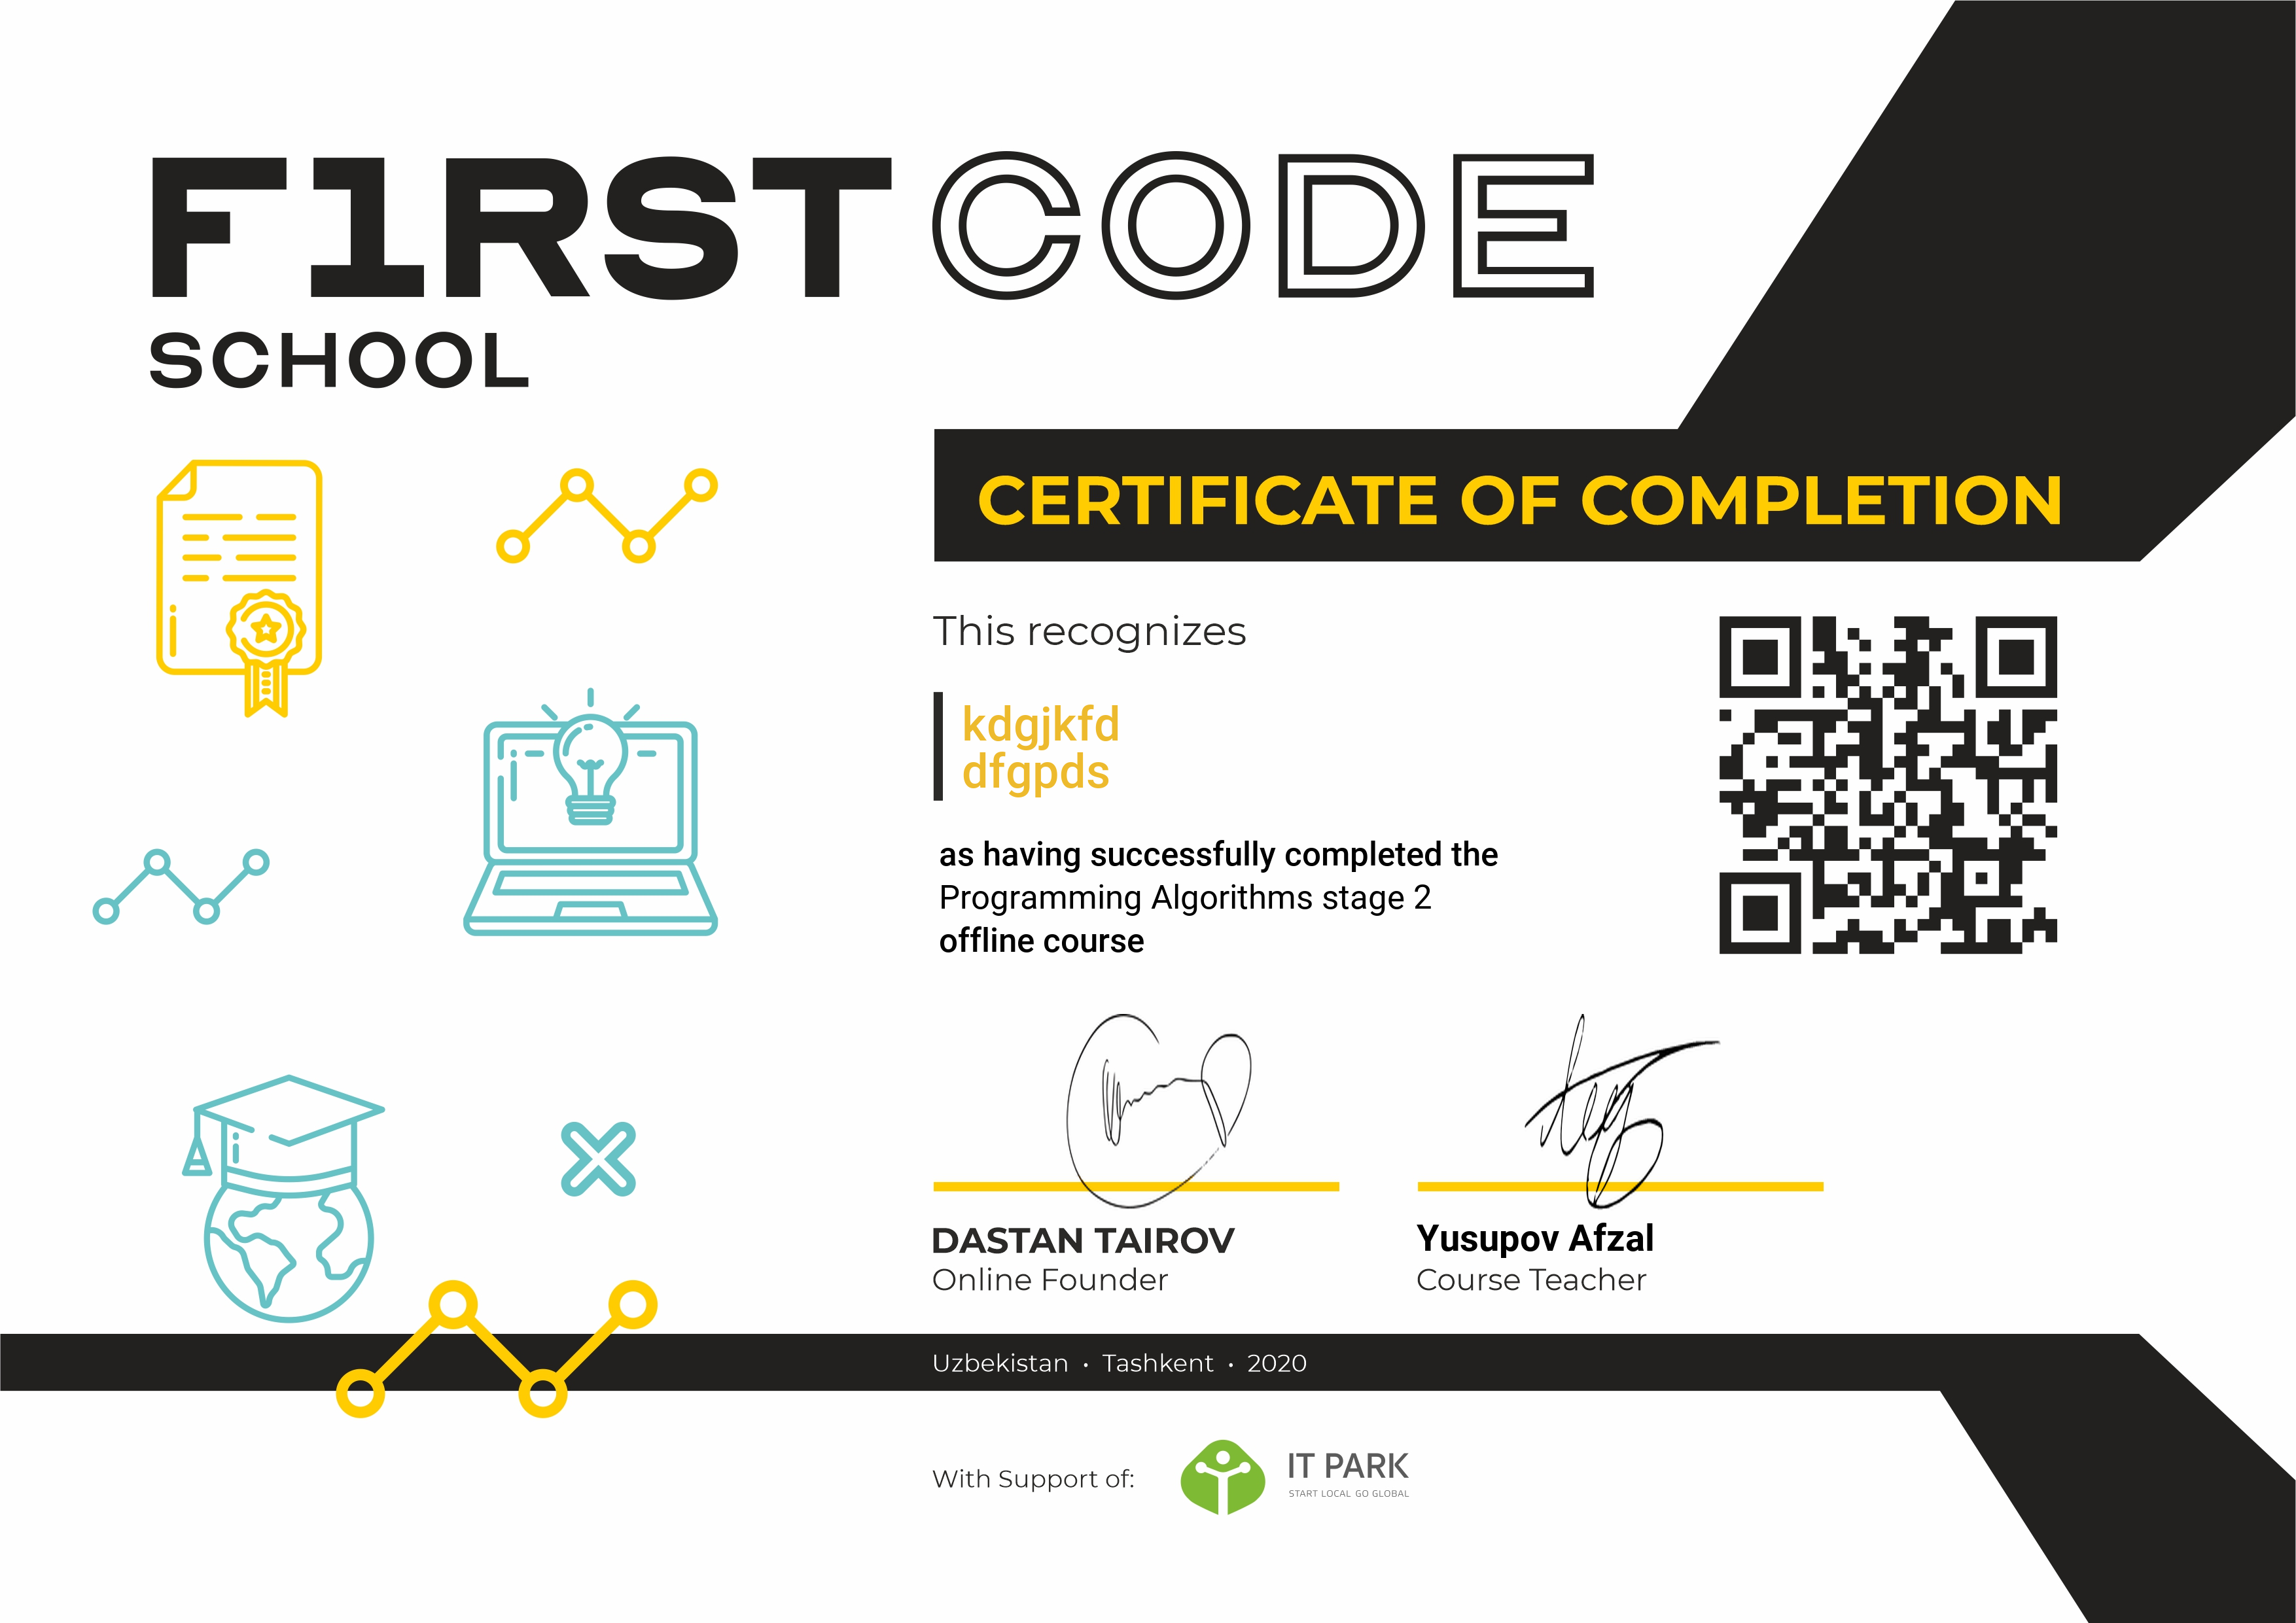 F1RST CODE
SCHOOL
CERTIFICATE OF COMPLETION
This recognizes
kdgjkfd
dfgpds
as having successfully completed the
Programming Algorithms stage 2
offline course
DASTAN TAIROV
Online Founder
Yusupov Afzal
Course Teacher
Uzbekistan • Tashkent • 2020
With Support of:
IT PARK
START LOCAL GO GLOBAL